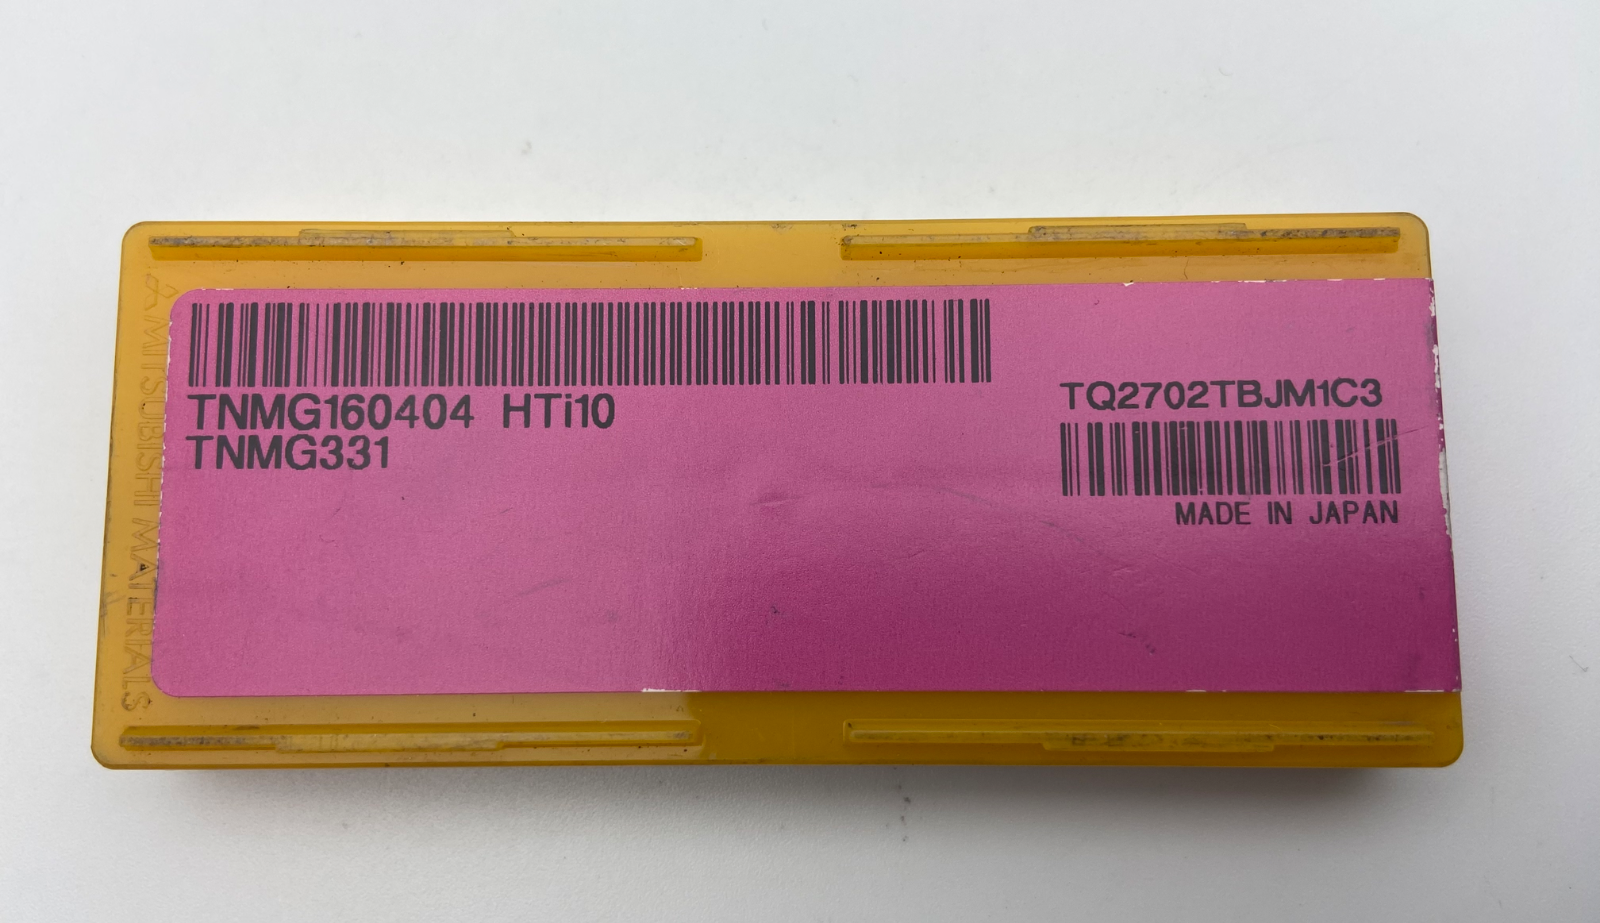 MITSUBISHI MATERIALS
TNMG160404 HTi10
TNMG331
TQ2702TBJM1C3
MADE IN JAPAN